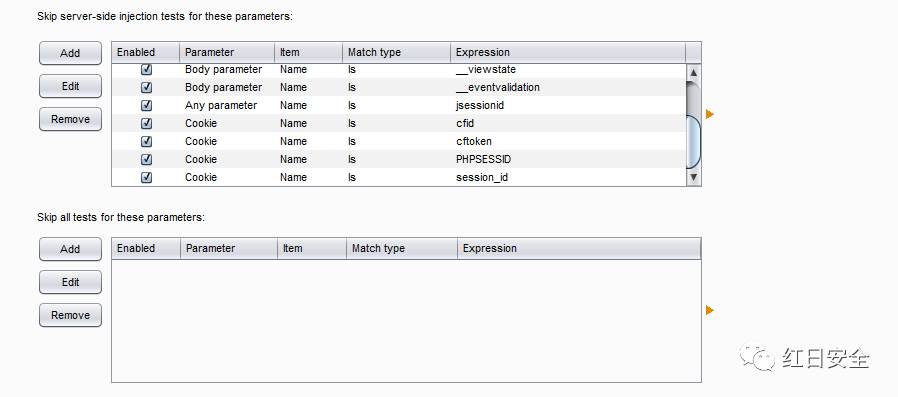 Skip server-side injection tests for these parameters:
Add
Edit
Remove
Enabled Parameter Item Match type Expression
Body parameter Name Is __viewstate
Body parameter Name Is __eventvalidation
Any parameter Name Is jsessionid
Cookie Name Is cfid
Cookie Name Is cftoken
Cookie Name Is PHPSESSID
Cookie Name Is session_id
Skip all tests for these parameters:
Add
Edit
Remove
Enabled Parameter Item Match type Expression
红日安全